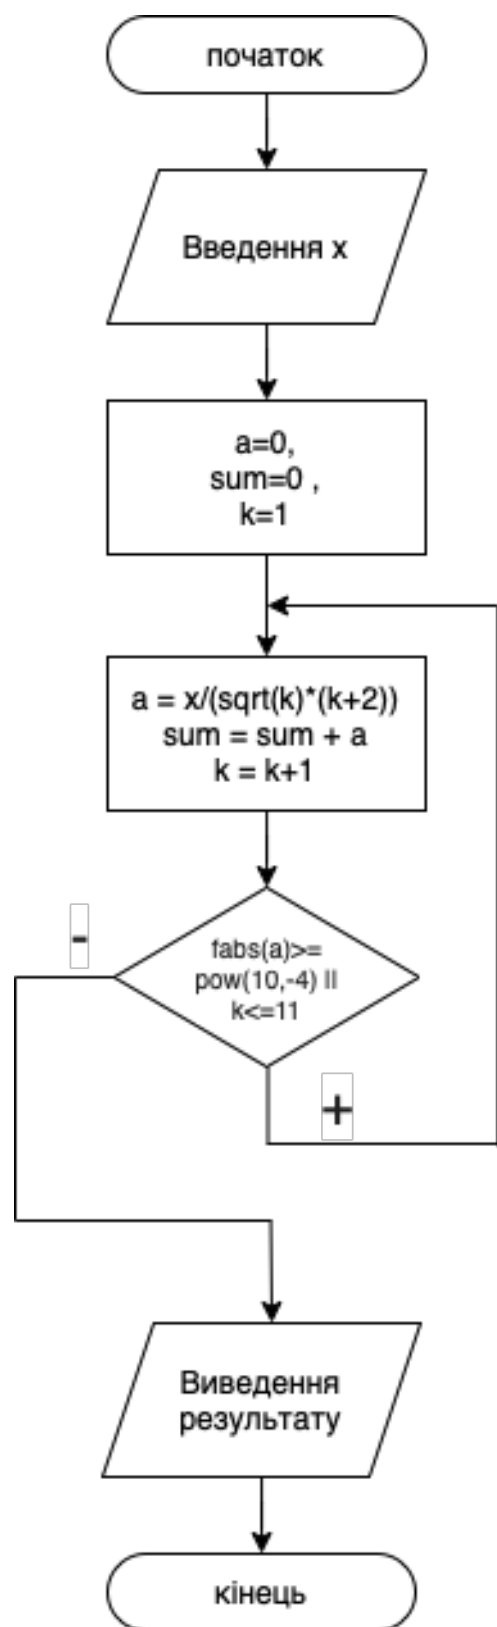 початок
Введення x
a=0,
sum=0 ,
k=1
a = x/(sqrt(k)*(k+2))
sum = sum + a
k = k+1
-
fabs(a)>=
pow(10,-4) ||
k<=11
+
Виведення
результату
кінець